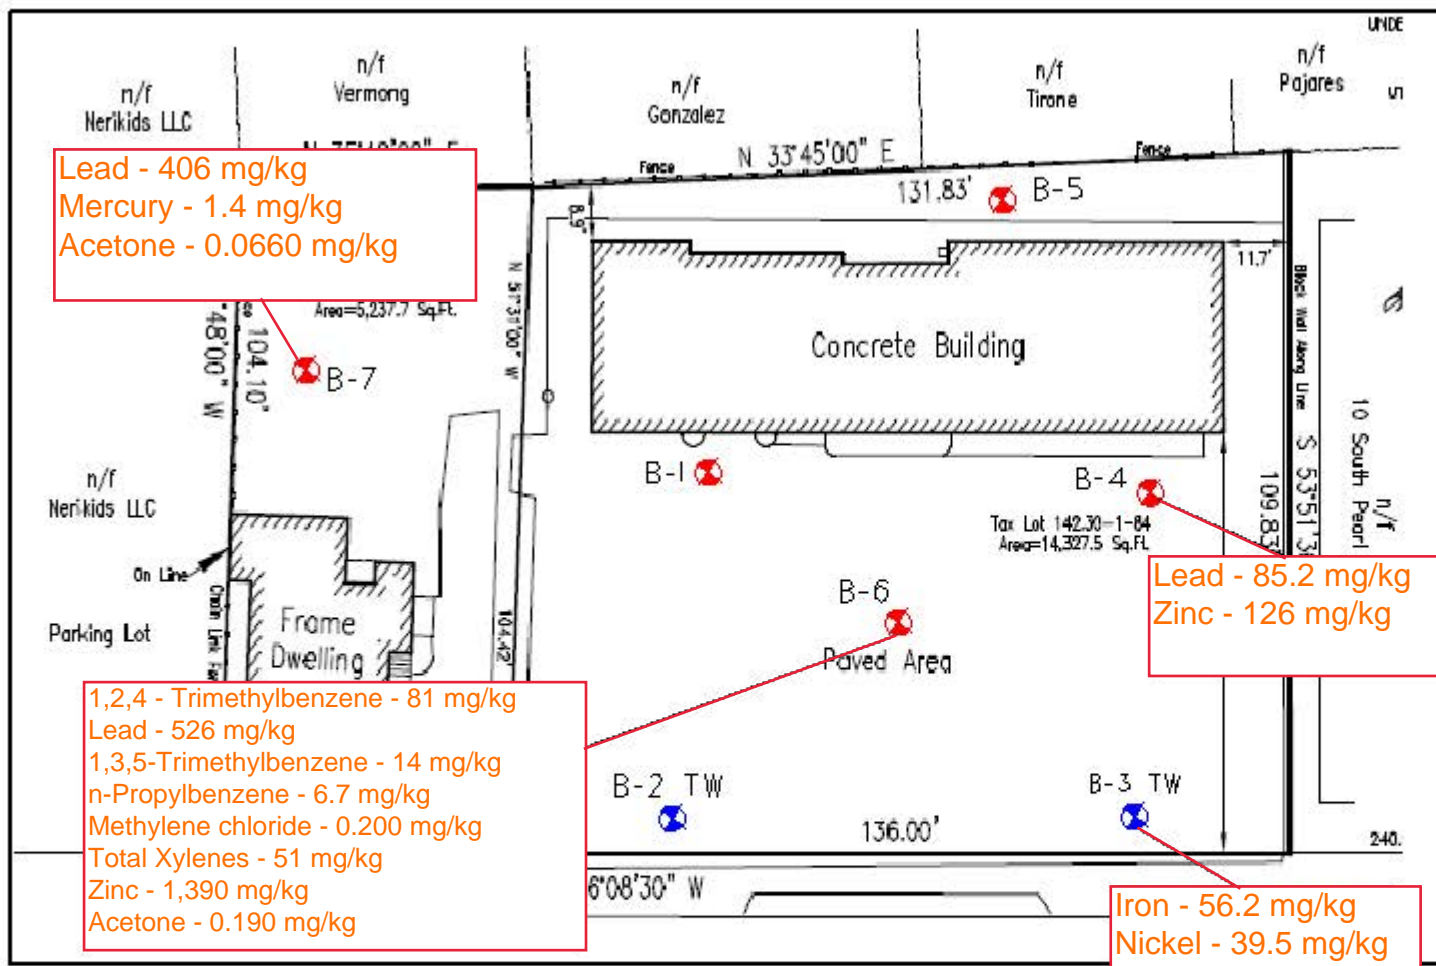 UNDE
n/f
Nerikids LLC
n/f
Vermong
n/f
Gonzalez
n/f
Tirone
n/f
Pajares
Fence
N 33°45'00" E
Fence
131.83'
B-5
Lead - 406 mg/kg
Mercury - 1.4 mg/kg
Acetone - 0.0660 mg/kg
8.9"
11.7'
Area=5,237.7 Sq.Ft.
N 51°31'00" W
Block Wall Along Line
Concrete Building
104.10"
°48'00" W
B-7
10 South Pearl
n/f
S 53°51'3
109.83'
n/f
Nerikids LLC
B-1
B-4
Tax Lot 142.30-1-84
Area=14,327.5 Sq.Ft.
On Line
Lead - 85.2 mg/kg
Zinc - 126 mg/kg
B-6
Paved Area
Parking Lot
Chain Link
Frame
Dwelling
104.42'
1,2,4 - Trimethylbenzene - 81 mg/kg
Lead - 526 mg/kg
1,3,5-Trimethylbenzene - 14 mg/kg
n-Propylbenzene - 6.7 mg/kg
Methylene chloride - 0.200 mg/kg
Total Xylenes - 51 mg/kg
Zinc - 1,390 mg/kg
Acetone - 0.190 mg/kg
B-2 TW
B-3 TW
136.00'
240.
6°08'30" W
Iron - 56.2 mg/kg
Nickel - 39.5 mg/kg